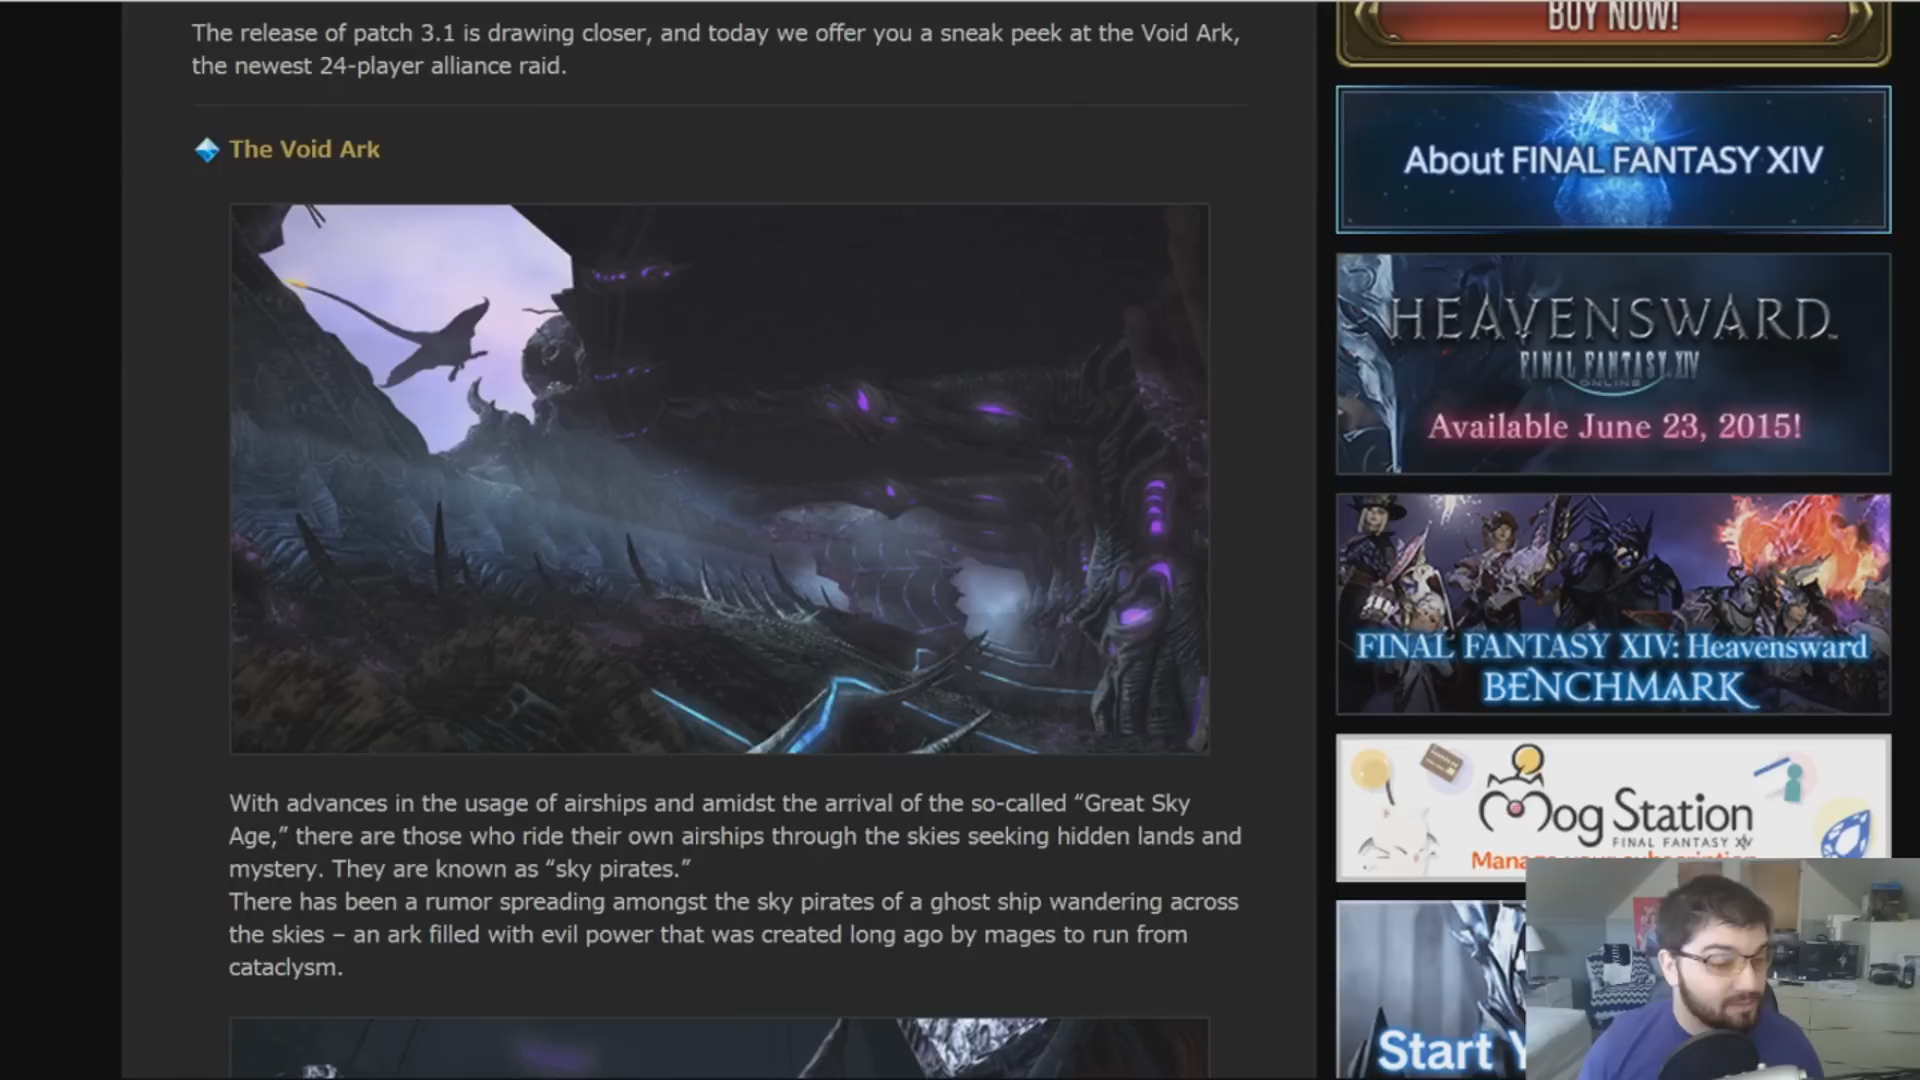 The release of patch 3.1 is drawing closer, and today we offer you a sneak peek at the Void Ark,
the newest 24-player alliance raid.
The Void Ark
With advances in the usage of airships and amidst the arrival of the so-called “Great Sky
Age,” there are those who ride their own airships through the skies seeking hidden lands and
mystery. They are known as “sky pirates.”
There has been a rumor spreading amongst the sky pirates of a ghost ship wandering across
the skies – an ark filled with evil power that was created long ago by mages to run from
cataclysm.
BUY NOW!
About FINAL FANTASY XIV
HEAVENSWARD™
FINAL FANTASY XIV
ONLINE
Available June 23, 2015!
FINAL FANTASY XIV: Heavensward
BENCHMARK
Mog Station
FINAL FANTASY XIV
Manage your subscription
Start Y